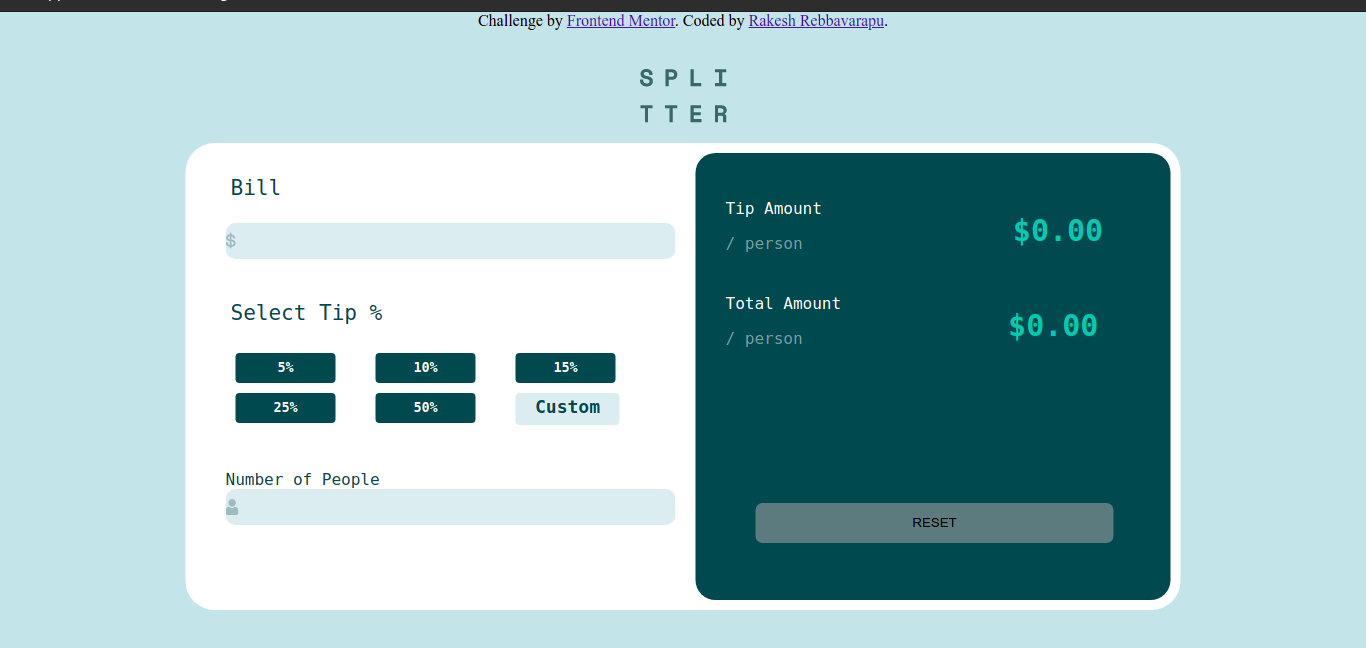 Challenge by Frontend Mentor. Coded by Rakesh Rebbavarapu.
SPLI
TTER
Bill
$
Select Tip %
5% 10% 15%
25% 50% Custom
Number of People
Tip Amount
/ person
$0.00
Total Amount
/ person
$0.00
RESET